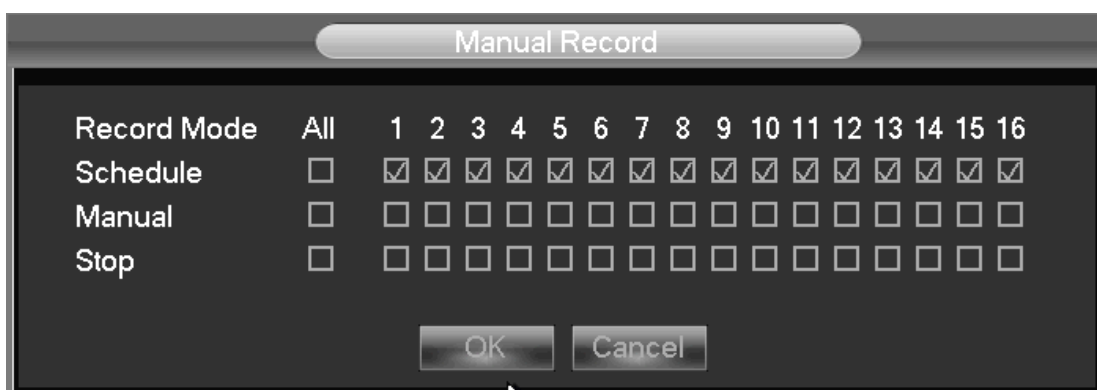 Manual Record
Record Mode All 1 2 3 4 5 6 7 8 9 10 11 12 13 14 15 16
Schedule
Manual
Stop
OK Cancel